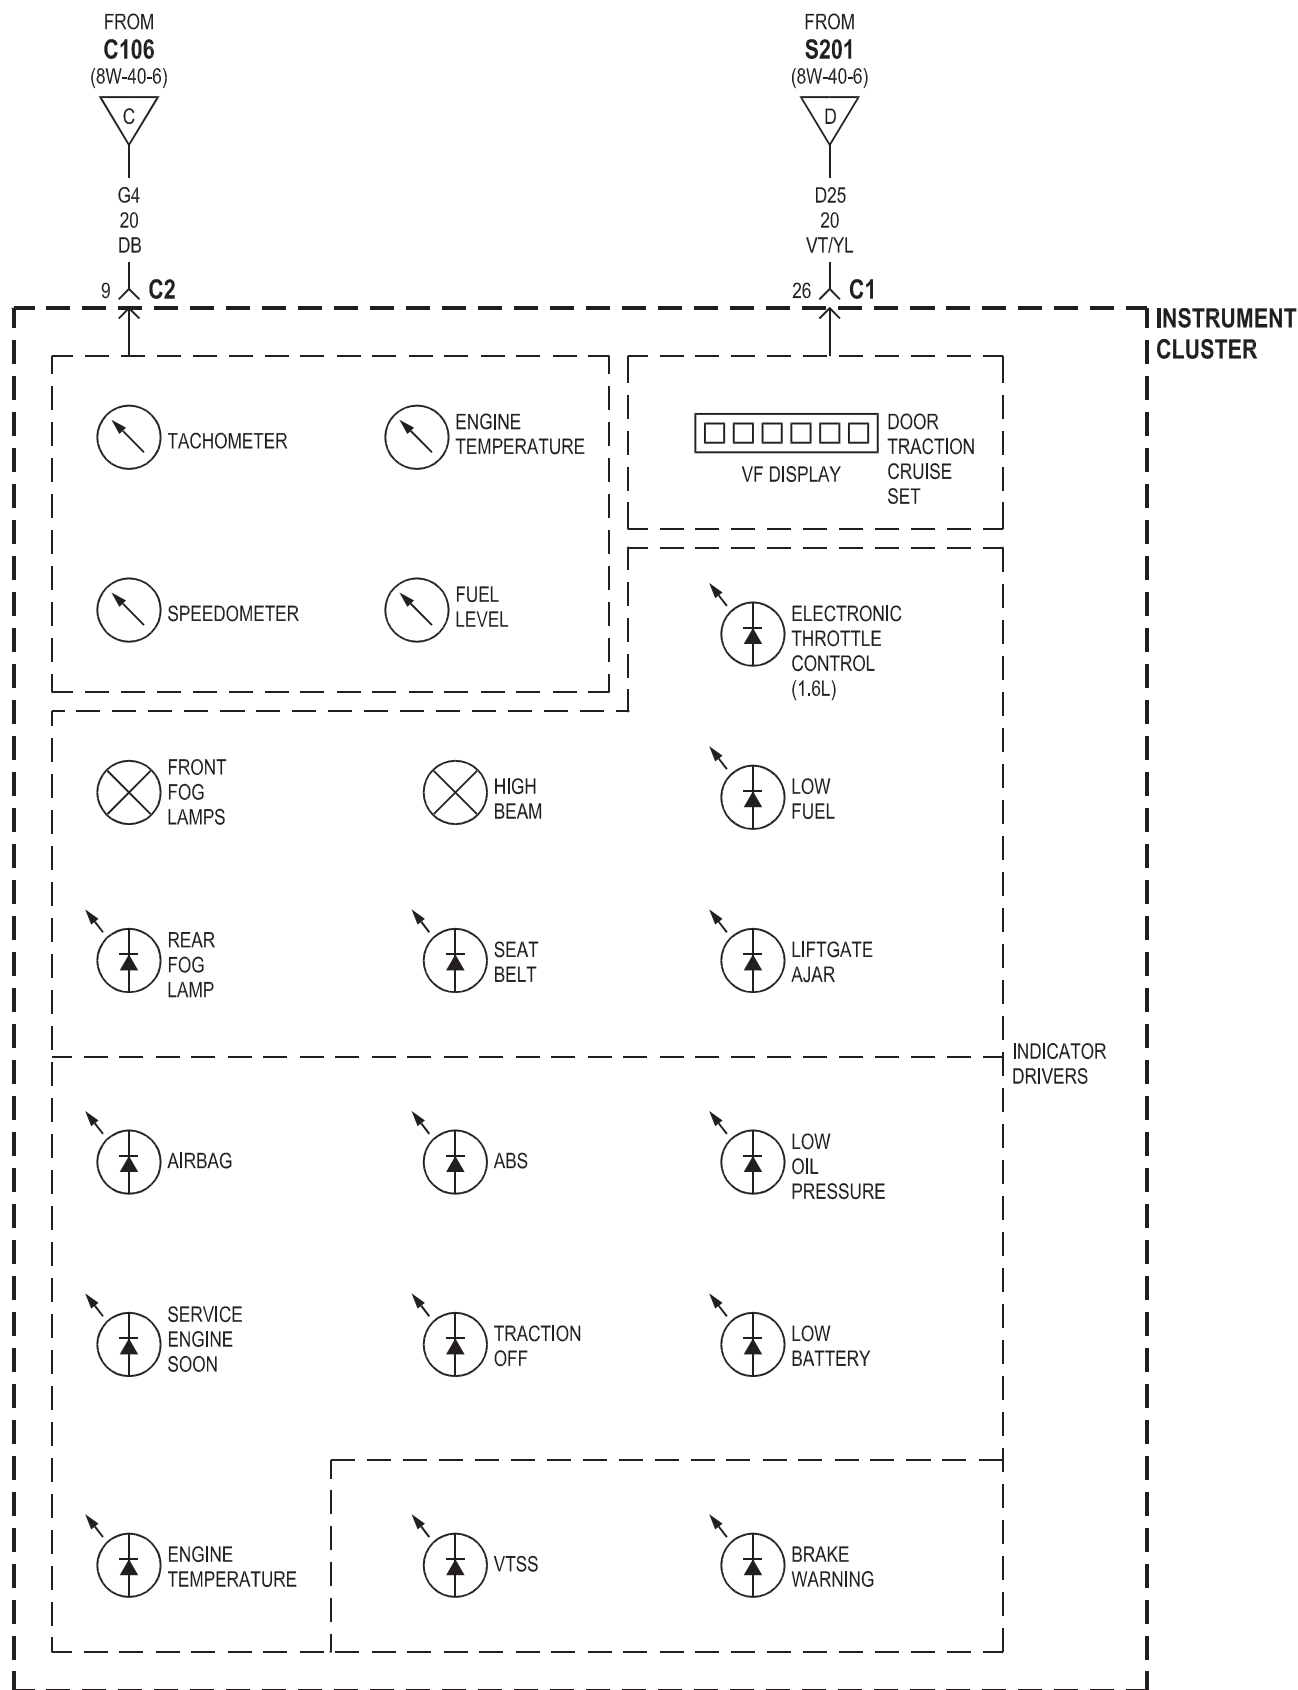 FROM
C106
(8W-40-6)
C
G4
20
DB
9 C2
FROM
S201
(8W-40-6)
D
D25
20
VT/YL
26 C1
INSTRUMENT
CLUSTER
TACHOMETER
ENGINE
TEMPERATURE
SPEEDOMETER
FUEL
LEVEL
VF DISPLAY
DOOR
TRACTION
CRUISE
SET
ELECTRONIC
THROTTLE
CONTROL
(1.6L)
FRONT
FOG
LAMPS
HIGH
BEAM
LOW
FUEL
REAR
FOG
LAMP
SEAT
BELT
LIFTGATE
AJAR
INDICATOR
DRIVERS
AIRBAG
ABS
LOW
OIL
PRESSURE
SERVICE
ENGINE
SOON
TRACTION
OFF
LOW
BATTERY
ENGINE
TEMPERATURE
VTSS
BRAKE
WARNING